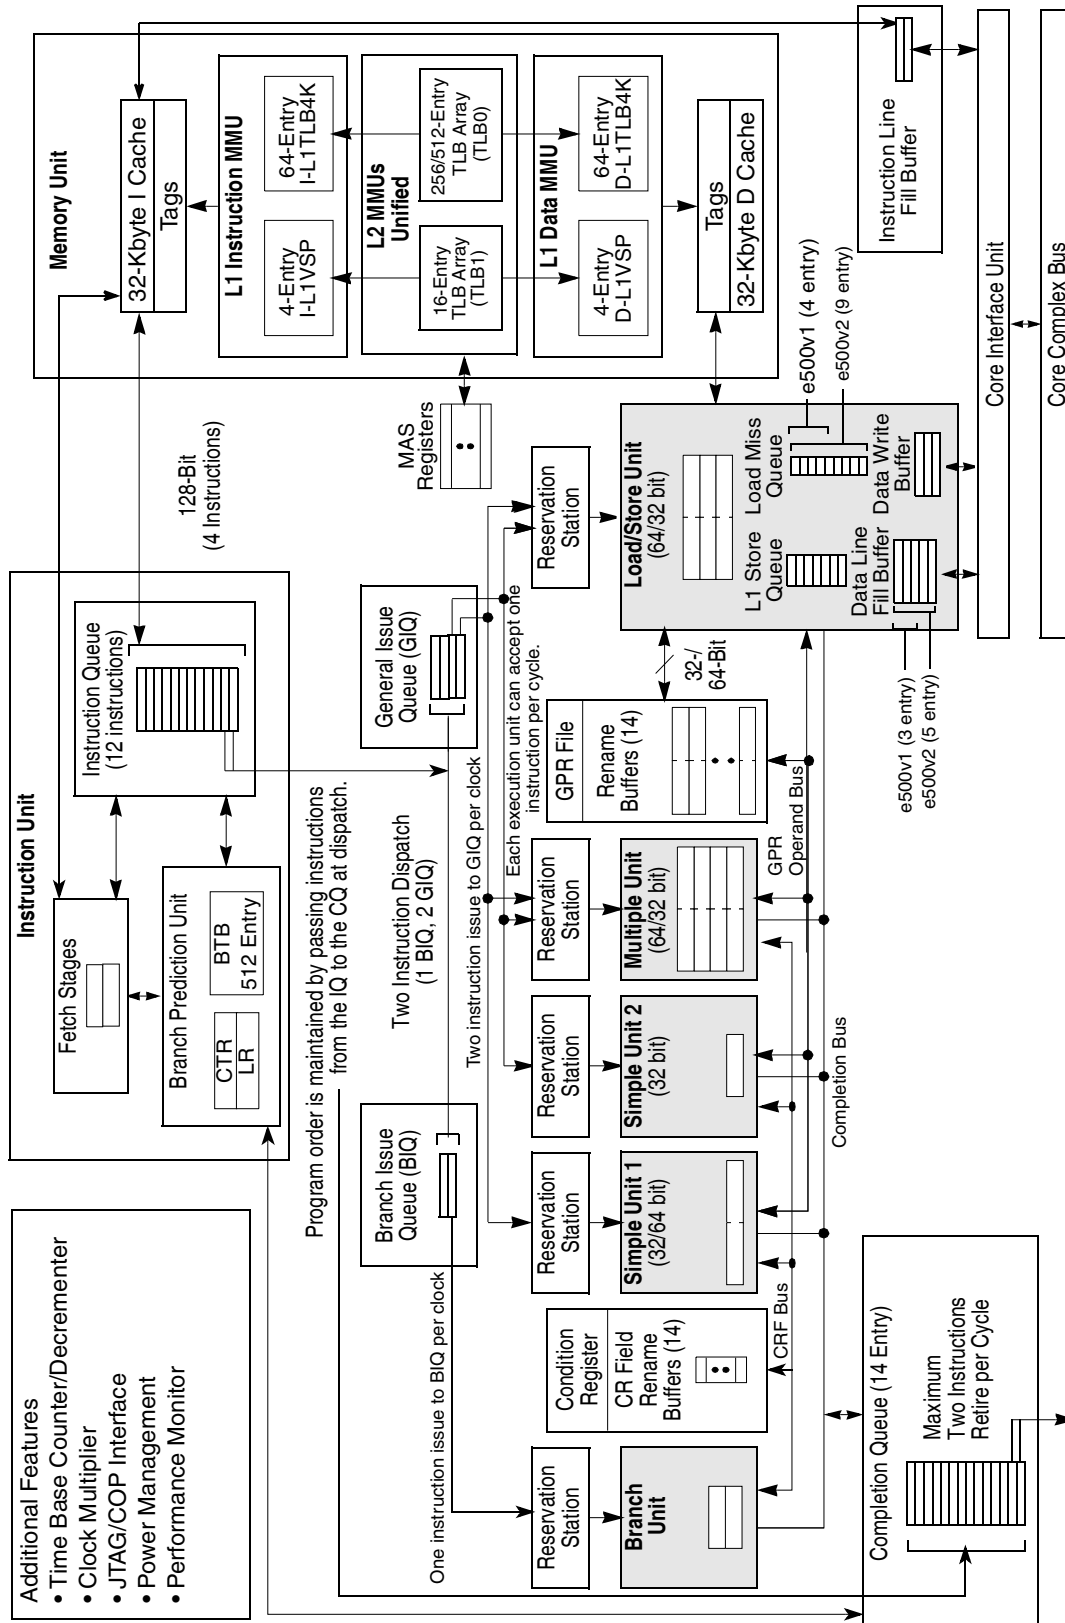 Additional Features
• Time Base Counter/Decrementer
• Clock Multiplier
• JTAG/COP Interface
• Power Management
• Performance Monitor
Instruction Unit
Fetch Stages
Branch Prediction Unit
CTR
LR
BTB
512 Entry
Instruction Queue
(12 instructions)
128-Bit
(4 Instructions)
Memory Unit
32-Kbyte I Cache
Tags
L1 Instruction MMU
4-Entry
I-L1VSP
64-Entry
I-L1TLB4K
L2 MMUs
Unified
16-Entry
TLB Array
(TLB1)
256/512-Entry
TLB Array
(TLB0)
L1 Data MMU
4-Entry
D-L1VSP
64-Entry
D-L1TLB4K
Tags
32-Kbyte D Cache
MAS
Registers
Instruction Line
Fill Buffer
Program order is maintained by passing instructions
from the IQ to the CQ at dispatch.
Branch Issue
Queue (BIQ)
Two Instruction Dispatch
(1 BIQ, 2 GIQ)
General Issue
Queue (GIQ)
One instruction issue to BIQ per clock
Two instruction issue to GIQ per clock
Each execution unit can accept one
instruction per cycle.
Reservation
Station
Reservation
Station
Reservation
Station
Reservation
Station
Reservation
Station
Branch
Unit
Condition
Register
CR Field
Rename
Buffers (14)
Simple Unit 1
(32/64 bit)
Simple Unit 2
(32 bit)
Multiple Unit
(64/32 bit)
GPR File
Rename
Buffers (14)
32-/
64-Bit
Load/Store Unit
(64/32 bit)
L1 Store
Queue
Load Miss
Queue
Data Line
Fill Buffer
Data Write
Buffer
e500v1 (4 entry)
e500v2 (9 entry)
e500v1 (3 entry)
e500v2 (5 entry)
CRF Bus
GPR
Operand Bus
Completion Bus
Completion Queue (14 Entry)
Maximum
Two Instructions
Retire per Cycle
Core Interface Unit
Core Complex Bus